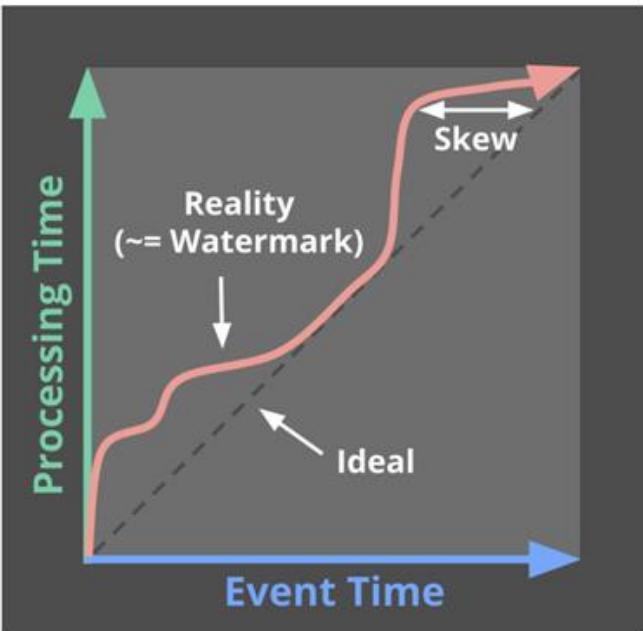 Processing Time
Reality
(~= Watermark)
Skew
Ideal
Event Time